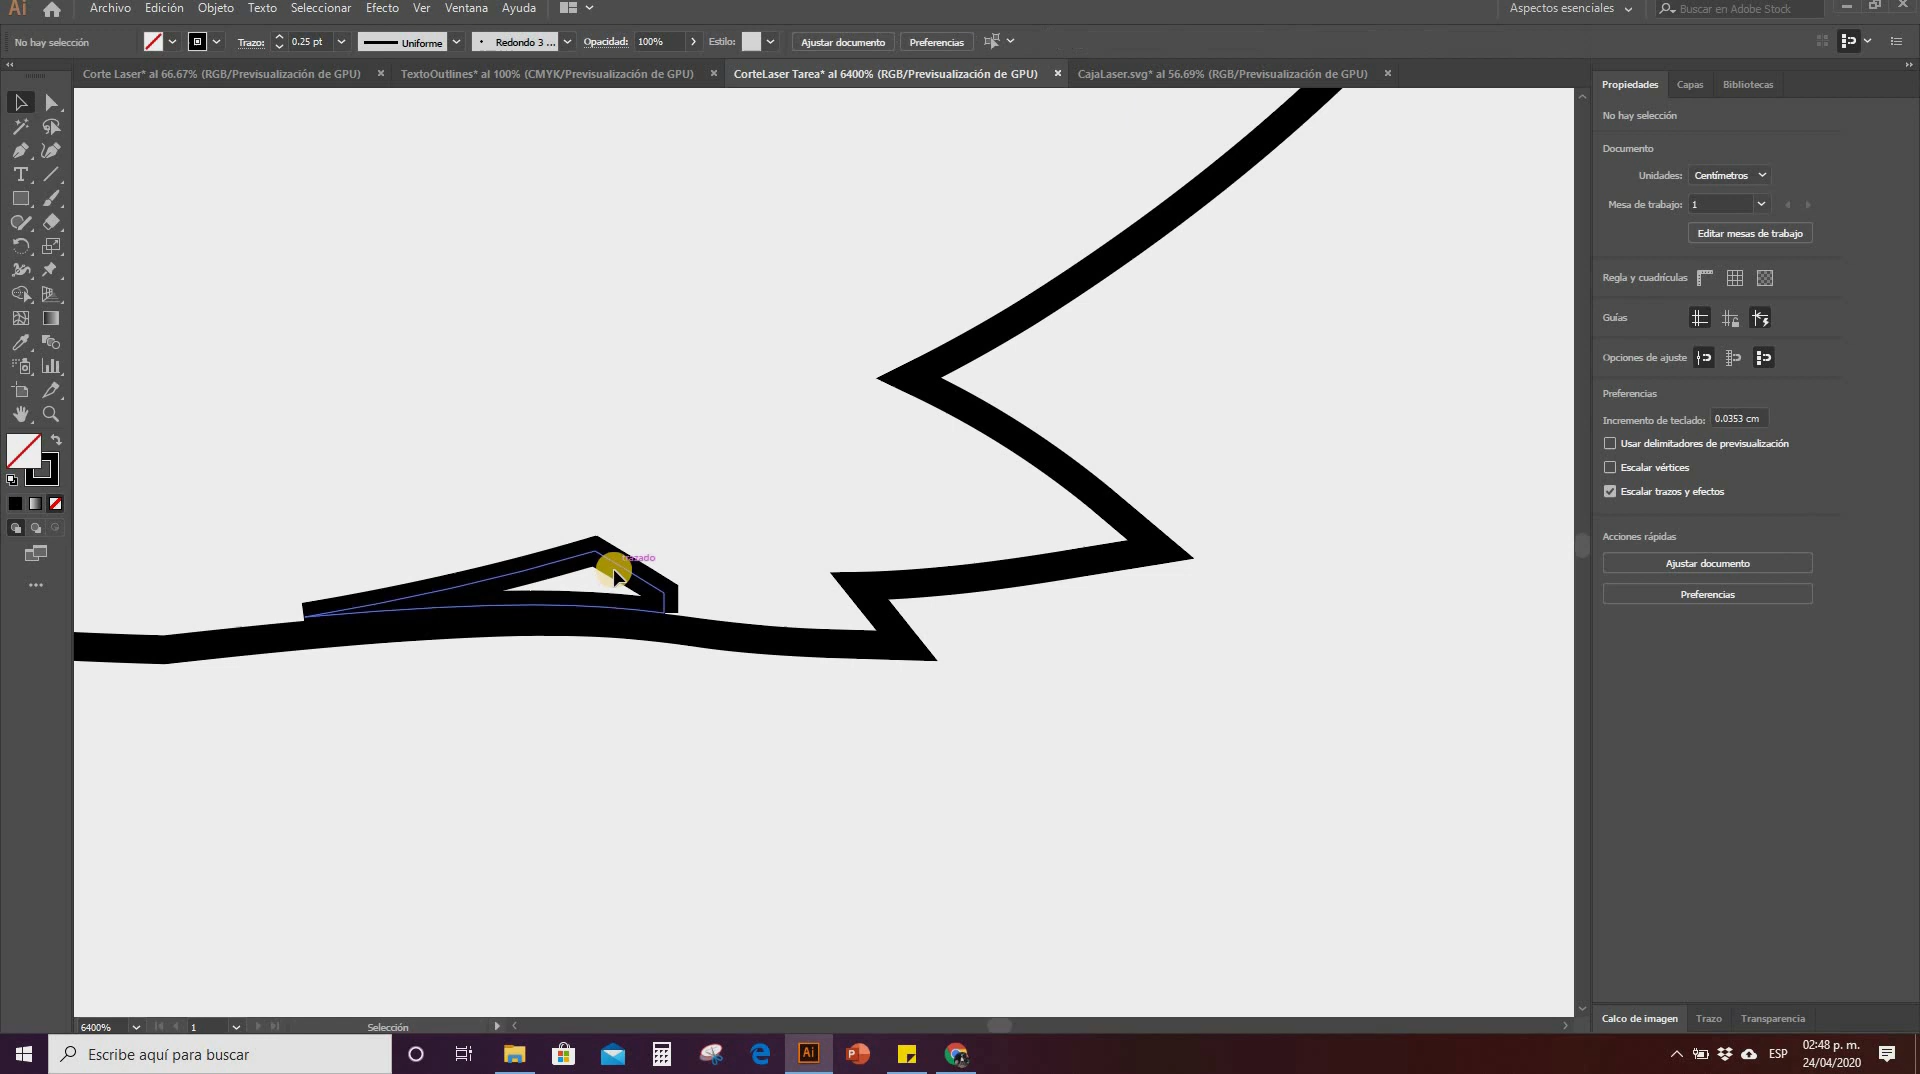 Ai Archivo Edición Objeto Texto Seleccionar Efecto Ver Ventana Ayuda Aspectos esenciales Buscar en Adobe Stock
No hay selección Trazo: 0.25 pt Uniforme Redondo 3 ... Opacidad: 100% Estilo: Ajustar documento Preferencias
Corte Laser* al 66.67% (RGB/Previsualización de GPU) × TextoOutlines* al 100% (CMYK/Previsualización de GPU) × CorteLaser Tarea* al 6400% (RGB/Previsualización de GPU) × CajaLaser.svg* al 56.69% (RGB/Previsualización de GPU) ×
Propiedades Capas Bibliotecas
No hay selección
Documento
Unidades: Centímetros
Mesa de trabajo: 1
Editar mesas de trabajo
Regla y cuadrículas
Guías
Opciones de ajuste
Preferencias
Incremento de teclado: 0.0353 cm
Usar delimitadores de previsualización
Escalar vértices
Escalar trazos y efectos
Acciones rápidas
Ajustar documento
Preferencias
trazado
Calco de imagen Trazo Transparencia
6400% 1 Selección
Escribe aquí para buscar
Ai
ESP
02:48 p. m.
24/04/2020